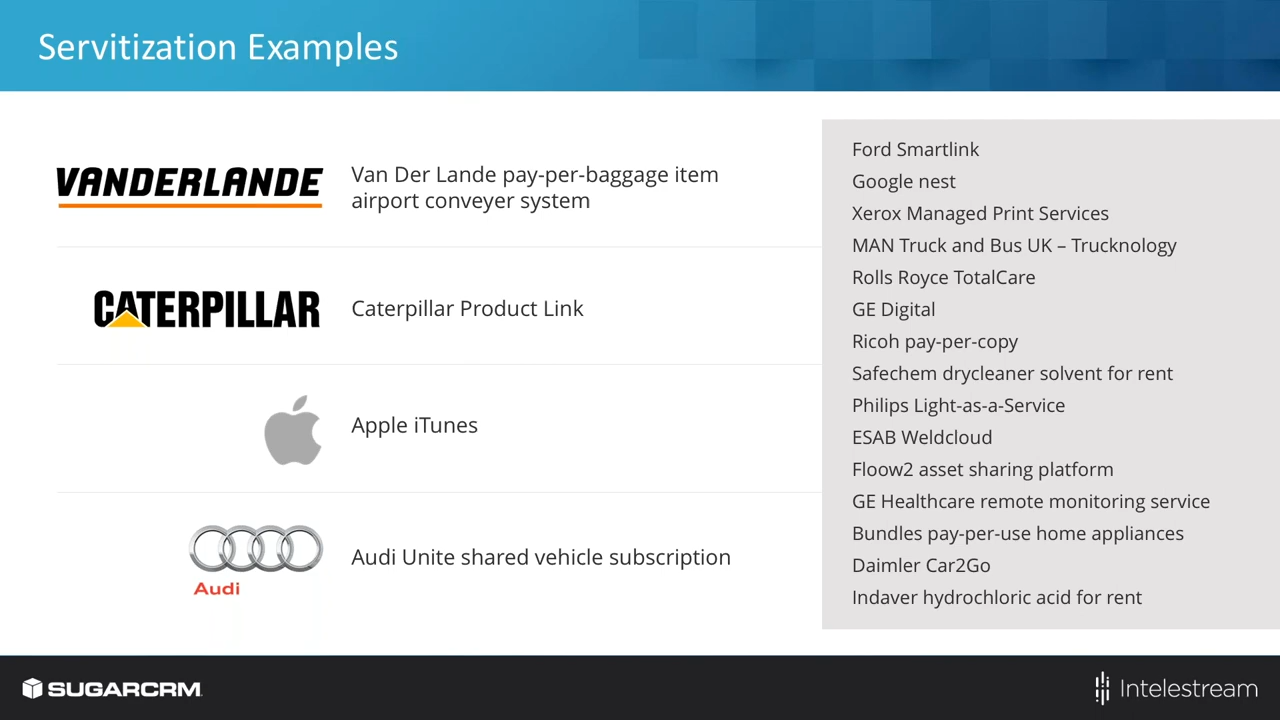 Servitization Examples
VANDERLANDE
Van Der Lande pay-per-baggage item
airport conveyer system
CATERPILLAR
Caterpillar Product Link
Apple iTunes
Audi
Audi Unite shared vehicle subscription
Ford Smartlink
Google nest
Xerox Managed Print Services
MAN Truck and Bus UK – Trucknology
Rolls Royce TotalCare
GE Digital
Ricoh pay-per-copy
Safechem drycleaner solvent for rent
Philips Light-as-a-Service
ESAB Weldcloud
Floow2 asset sharing platform
GE Healthcare remote monitoring service
Bundles pay-per-use home appliances
Daimler Car2Go
Indaver hydrochloric acid for rent
SUGARCRM
Intelestream